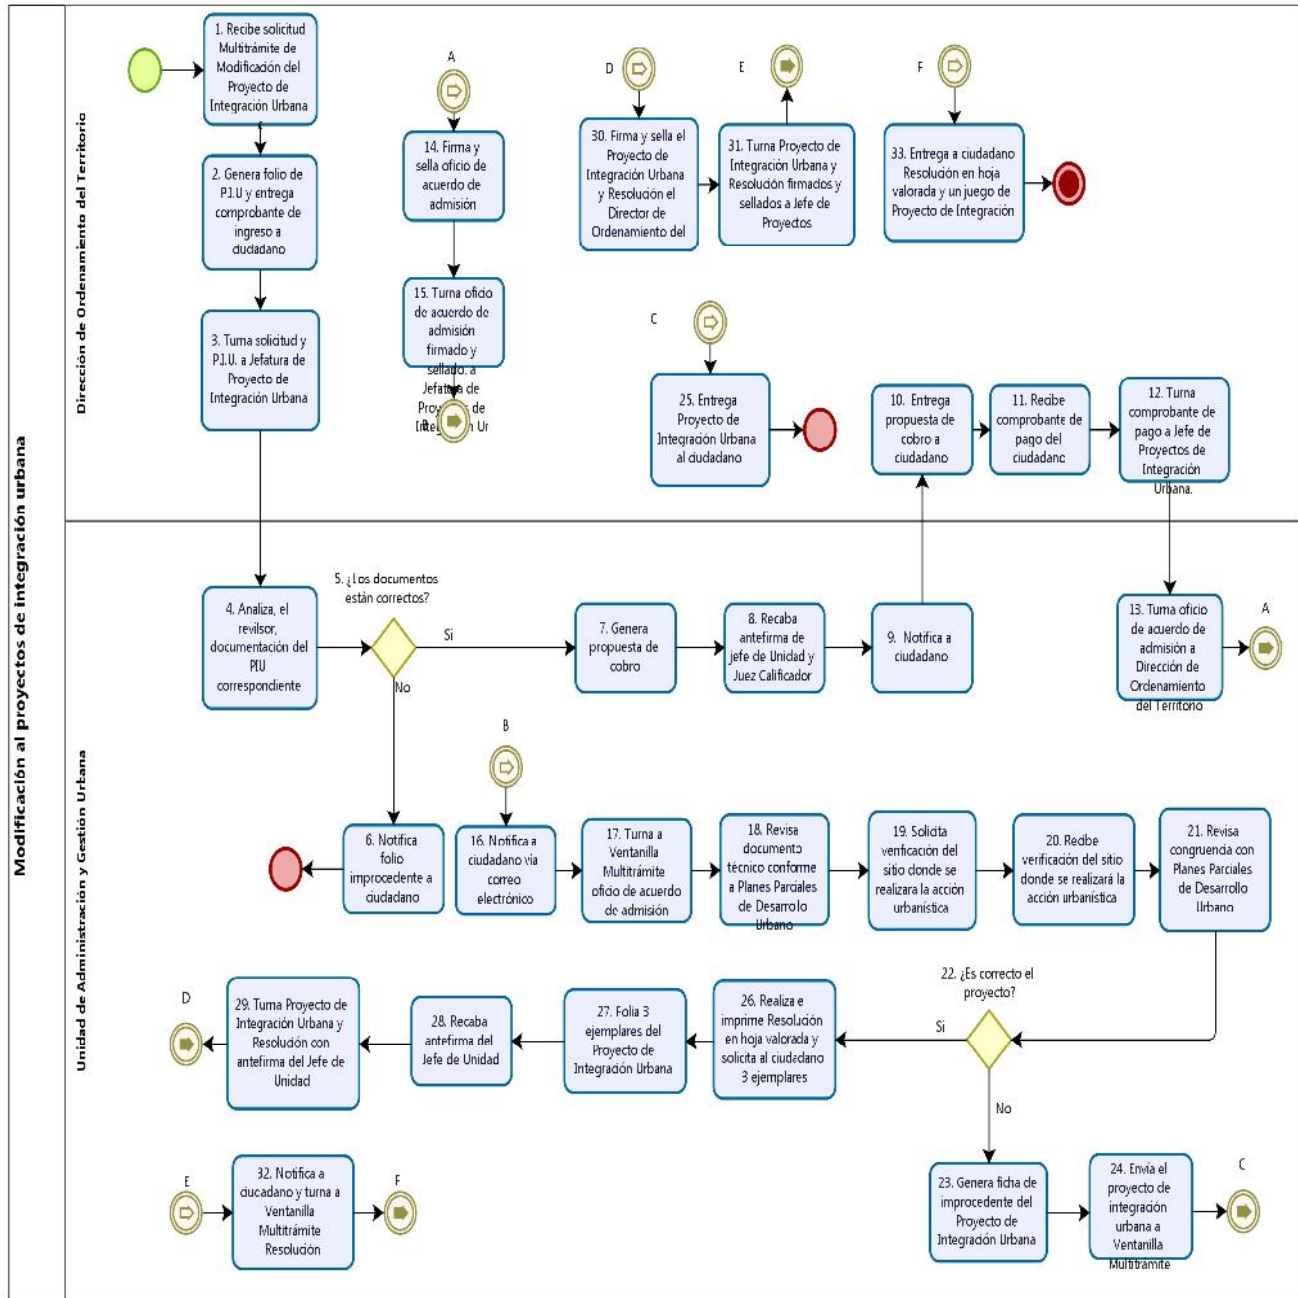 Modificación al proyectos de integración urbana
Dirección de Ordenamiento del Territorio
1. Recibe solicitud
Multitrámite de
Modificación del
Proyecto de
Integración Urbana
2. Genera folio de
P.I.U y entrega
comprobante de
ingreso a
ciudadano
3. Turna solicitud y
P.I.U. a Jefatura de
Proyecto de
Integración Urbana
A
14. Firma y
sella oficio de
acuerdo de
admisión
15. Turna oficio
de acuerdo de
admisión
firmado y
sellado, a
Jefatura de
B
D
30. Firma y sella el
Proyecto de
Integración Urbana
y Resolución el
Director de
Ordenamiento del
E
31. Turna Proyecto de
Integración Urbana y
Resolución firmados y
sellados a Jefe de
Proyectos
F
33. Entrega a ciudadano
Resolución en hoja
valorada y un juego de
Proyecto de Integración
C
25. Entrega
Proyecto de
Integración Urbana
al ciudadano
10. Entrega
propuesta de
cobro a
ciudadano
11. Recibe
comprobante de
pago del
ciudadano
12. Turna
comprobante de
pago a Jefe de
Proyectos de
Integración
Urbana.
Unidad de Administración y Gestión Urbana
4. Analiza, el
revilsor,
documentación del
PIU
correspondiente
5. ¿Los documentos
están correctos?
Si
No
7. Genera
propuesta de
cobro
8. Recaba
antefirma de
jefe de Unidad y
Juez Calificador
9. Notifica a
ciudadano
13. Turna oficio
de acuerdo de
admisión a
Dirección de
Ordenamiento
del Territorio
A
6. Notifica
folio
improcedente a
ciudadano
B
16. Notifica a
ciudadano via
correo
electrónico
17. Turna a
Ventanilla
Multitrámite
oficio de acuerdo
de admisión
18. Revisa
documento
técnico conforme
a Planes Parciales
de Desarrollo
Urbano
19. Solicita
verificación del
sitio donde se
realizara la acción
urbanística
20. Recibe
verificación del sitio
donde se realizará la
acción urbanística
21. Revisa
congruencia con
Planes Parciales
de Desarrollo
Urbano
22. ¿Es correcto el
proyecto?
Si
No
26. Realiza e
imprime Resolución
en hoja valorada y
solicita al ciudadano
3 ejemplares
27. Folia 3
ejemplares del
Proyecto de
Integración Urbana
28. Recaba
antefirma del
Jefe de Unidad
29. Turna Proyecto de
Integración Urbana y
Resolución con
antefirma del Jefe de
Unidad
D
23. Genera ficha de
improcedente del
Proyecto de
Integración Urbana
24. Envía el
proyecto de
integración
urbana a
Ventanilla
Multitrámite
C
E
32. Notifica a
ciucadano y turna a
Ventanilla
Multitrámite
Resolución
F